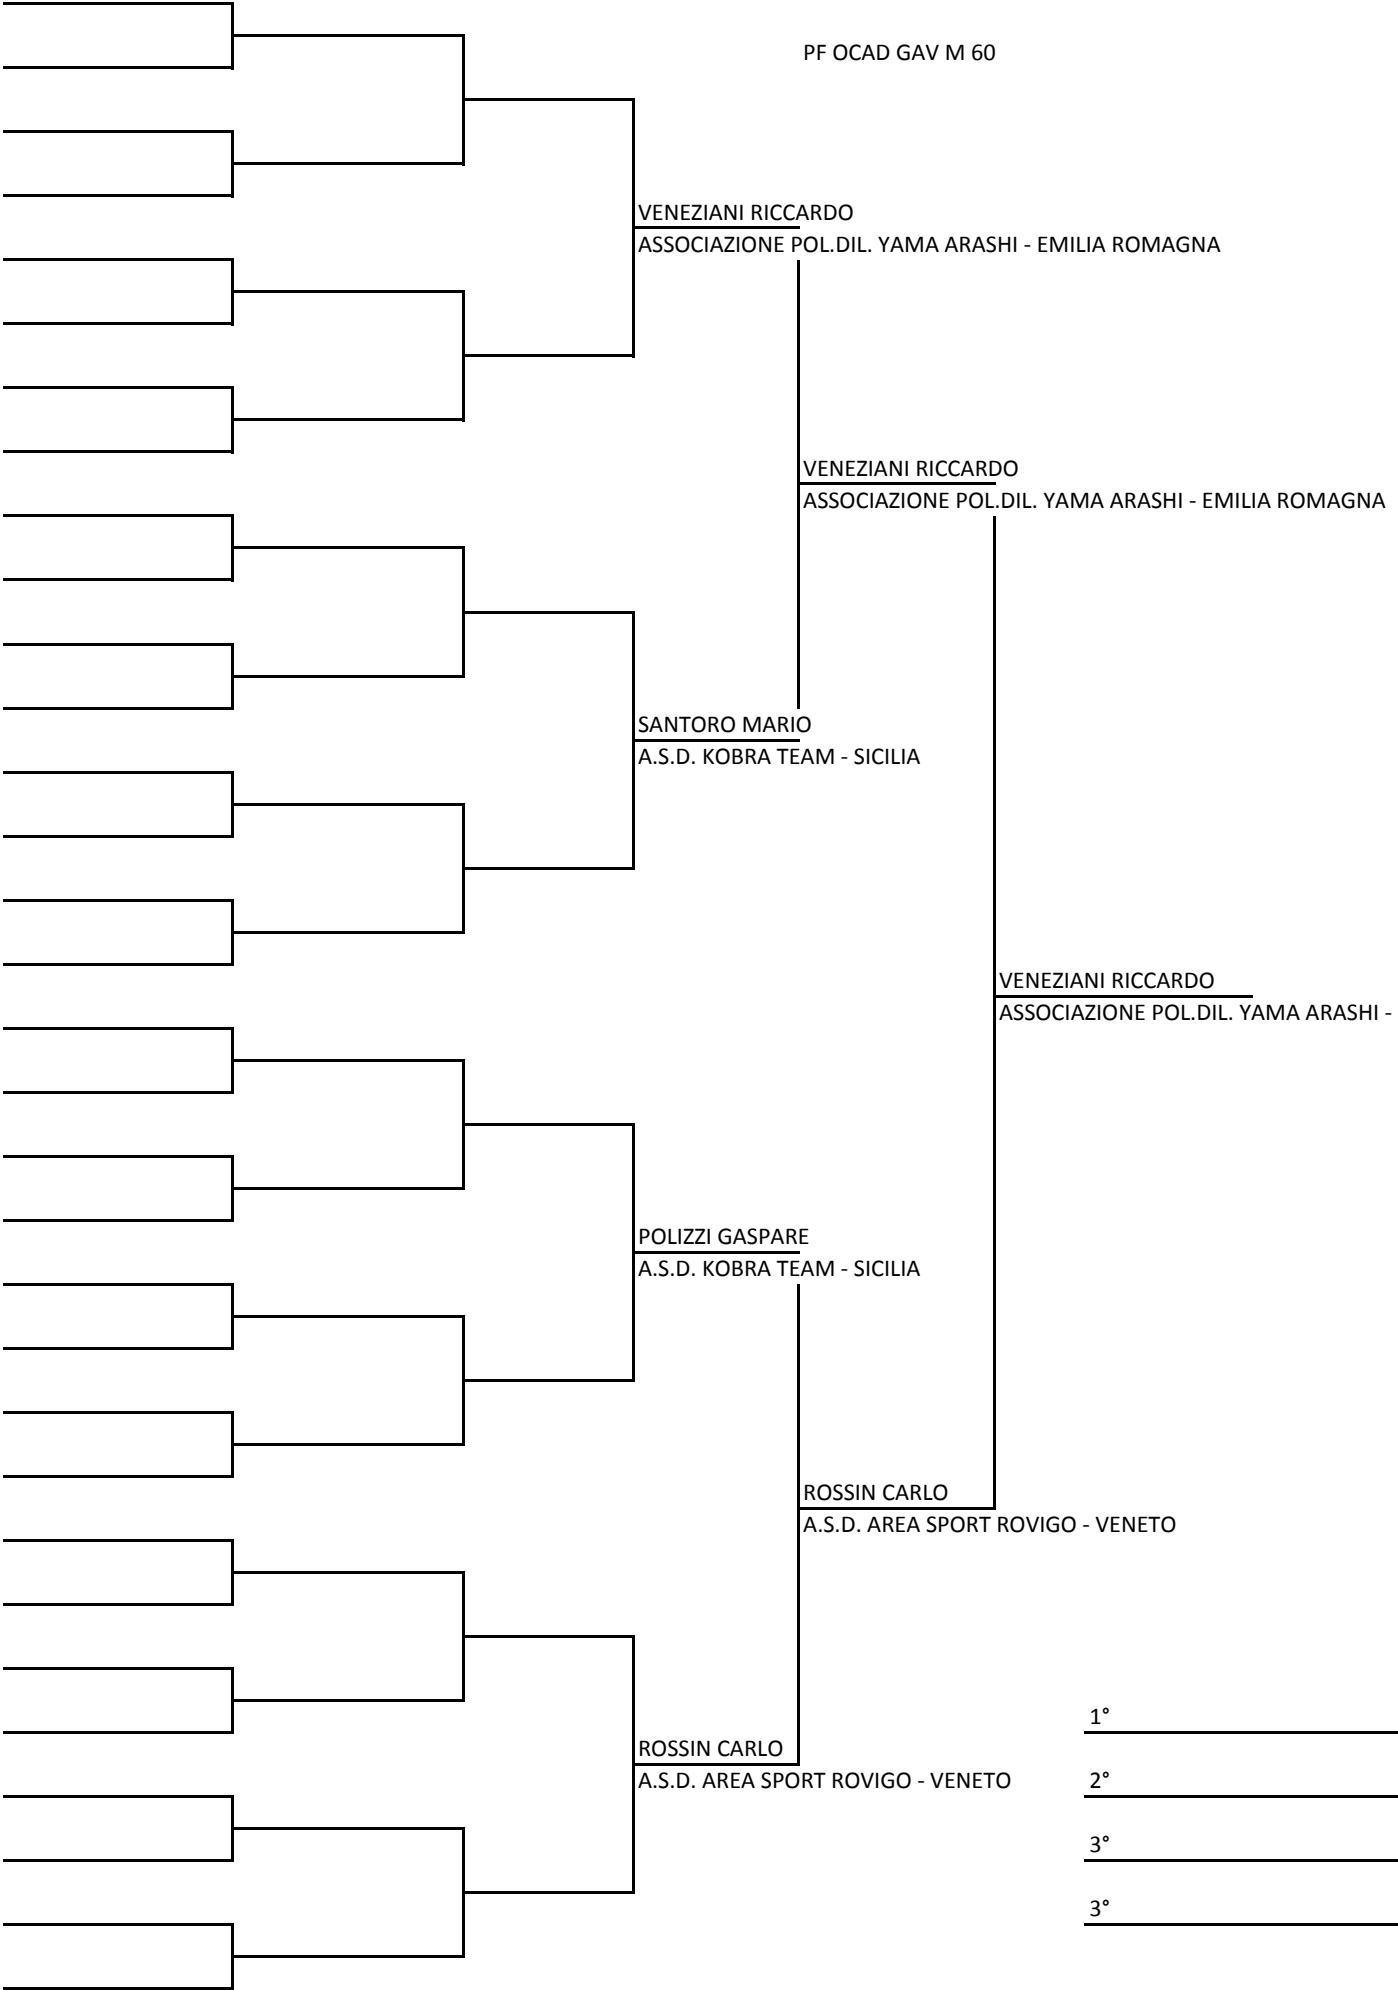 PF OCAD GAV M 60
VENEZIANI RICCARDO
ASSOCIAZIONE POL.DIL. YAMA ARASHI - EMILIA ROMAGNA
VENEZIANI RICCARDO
ASSOCIAZIONE POL.DIL. YAMA ARASHI - EMILIA ROMAGNA
SANTORO MARIO
A.S.D. KOBRA TEAM - SICILIA
VENEZIANI RICCARDO
ASSOCIAZIONE POL.DIL. YAMA ARASHI -
POLIZZI GASPARE
A.S.D. KOBRA TEAM - SICILIA
ROSSIN CARLO
A.S.D. AREA SPORT ROVIGO - VENETO
1°
ROSSIN CARLO
A.S.D. AREA SPORT ROVIGO - VENETO
2°
3°
3°